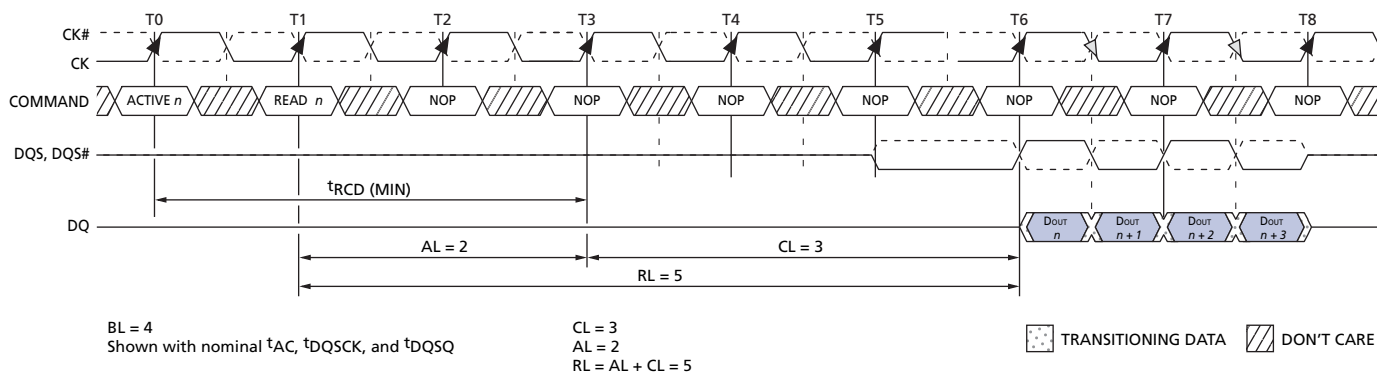 T0 T1 T2 T3 T4 T5 T6 T7 T8
CK#
CK
COMMAND ACTIVE n READ n NOP NOP NOP NOP NOP NOP NOP
DQS, DQS#
tRCD (MIN)
DQ DOUT n DOUT n + 1 DOUT n + 2 DOUT n + 3
AL = 2 CL = 3
RL = 5
BL = 4
Shown with nominal tAC, tDQSCK, and tDQSQ
CL = 3
AL = 2
RL = AL + CL = 5
TRANSITIONING DATA DON'T CARE